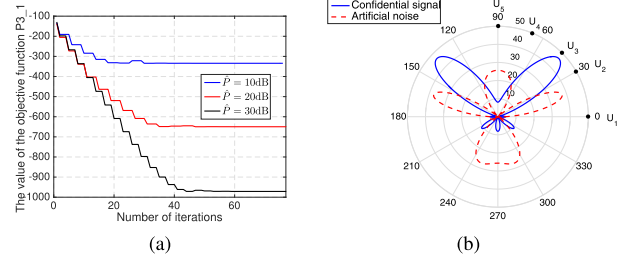 The value of the objective function P3_1
-100
-200
-300
-400
-500
-600
-700
-800
-900
1000
0
20
40
60
Number of iterations
P̂ = 10dB
P̂ = 20dB
P̂ = 30dB
(a)
Confidential signal
Artificial noise
U5
90
50 U4
120
60
40
U3
30
150
30 U2
20
10
180
0 U1
210
330
240
300
270
(b)